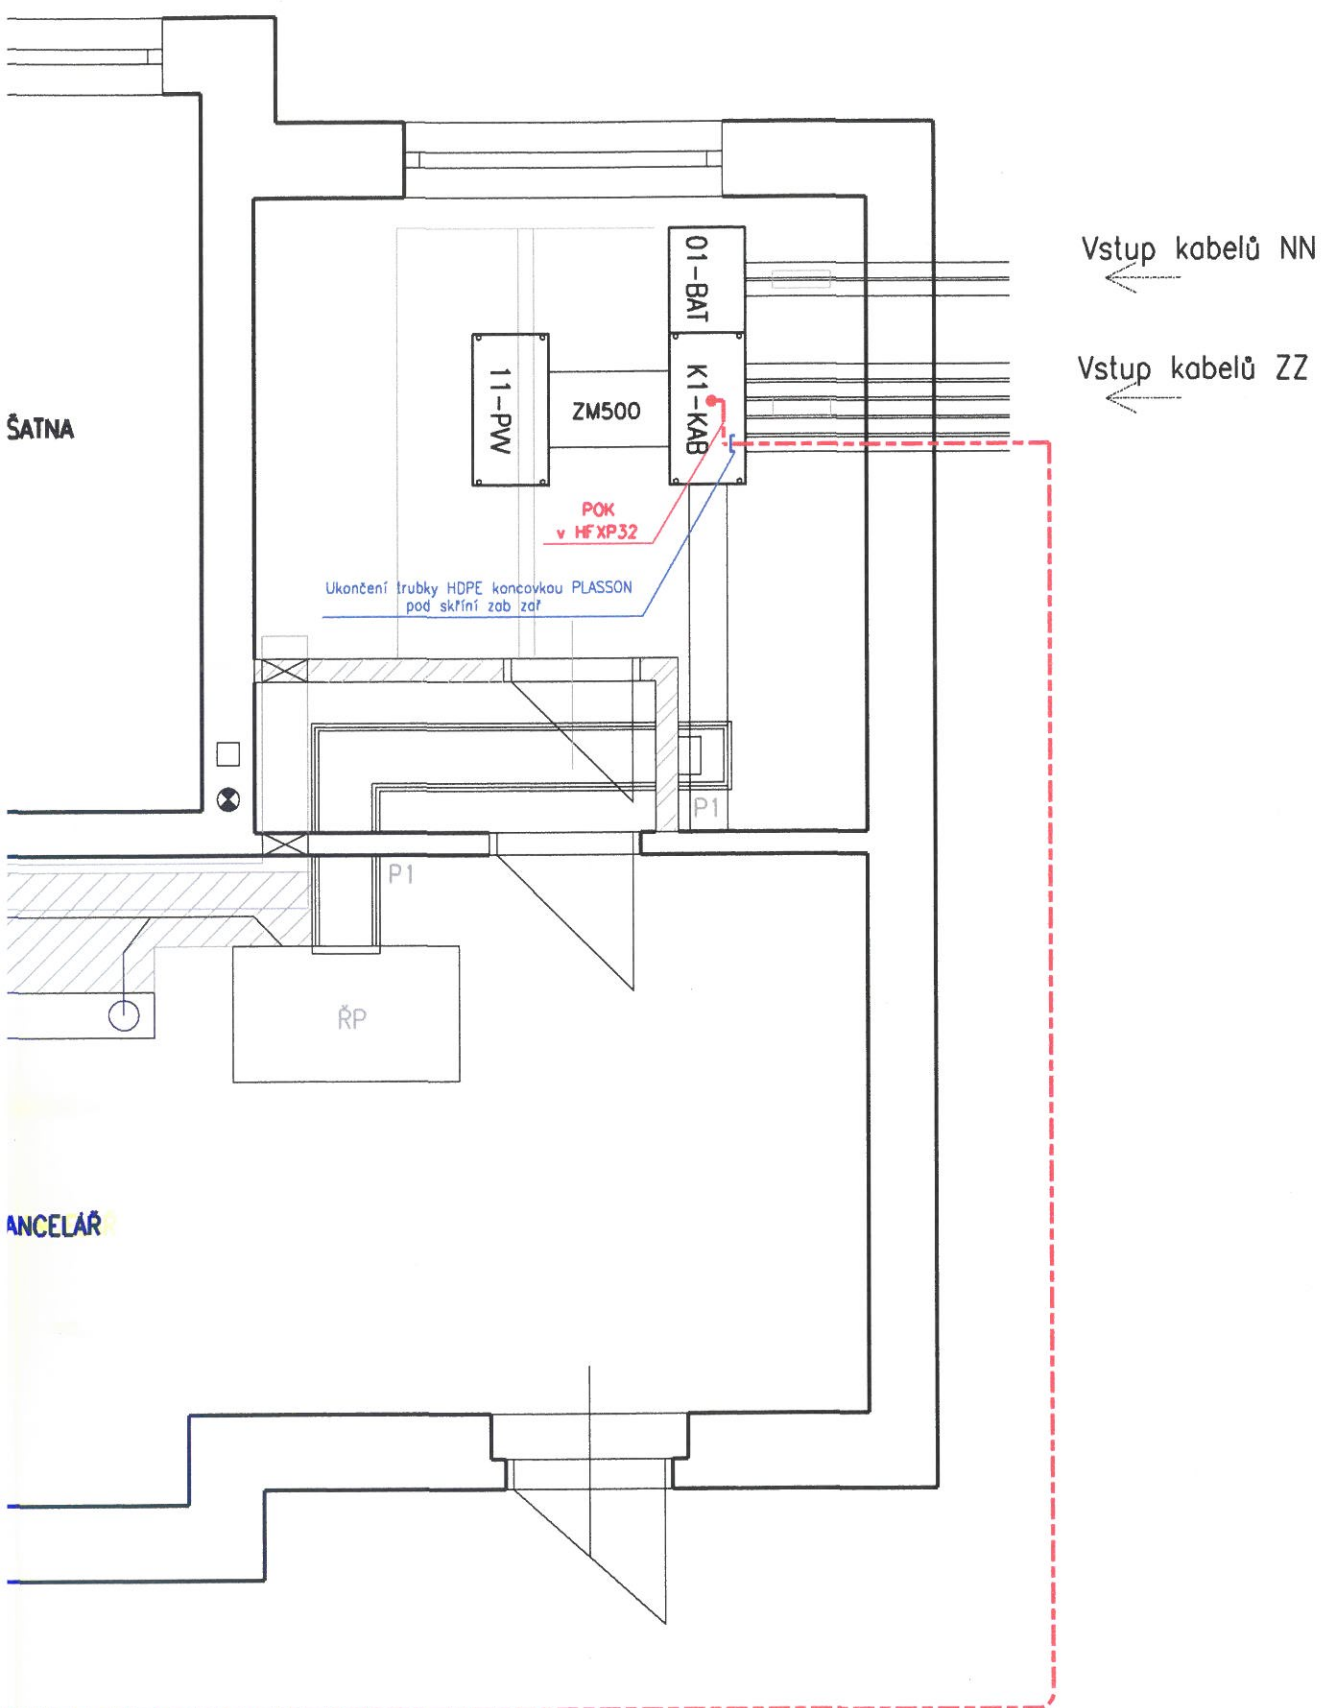 Vstup kabelů NN
01-BAT
Vstup kabelů ZZ
K1-KAB
11-PW
ZM500
ŠATNA
POK
v HFXP32
Ukončení trubky HDPE koncovkou PLASSON
pod skříní zab zař
P1
P1
ŘP
ANCELÁŘ